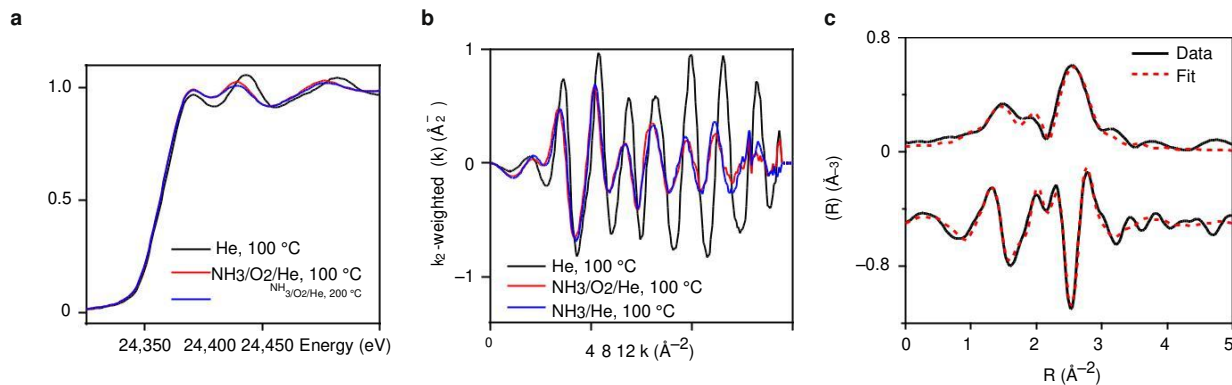 a
1.0
0.5
0
He, 100 °C
NH3/O2/He, 100 °C
NH3/O2/He, 200 °C
24,350 24,400 24,450 Energy (eV)
b
k2-weighted (k) (Å2-)
1
0
−1
He, 100 °C
NH3/O2/He, 100 °C
NH3/He, 100 °C
0
4 8 12 k (Å−2)
c
(R) (Å−3)
0.8
0
−0.8
Data
Fit
0 1 2 3 4 5
R (Å−2)